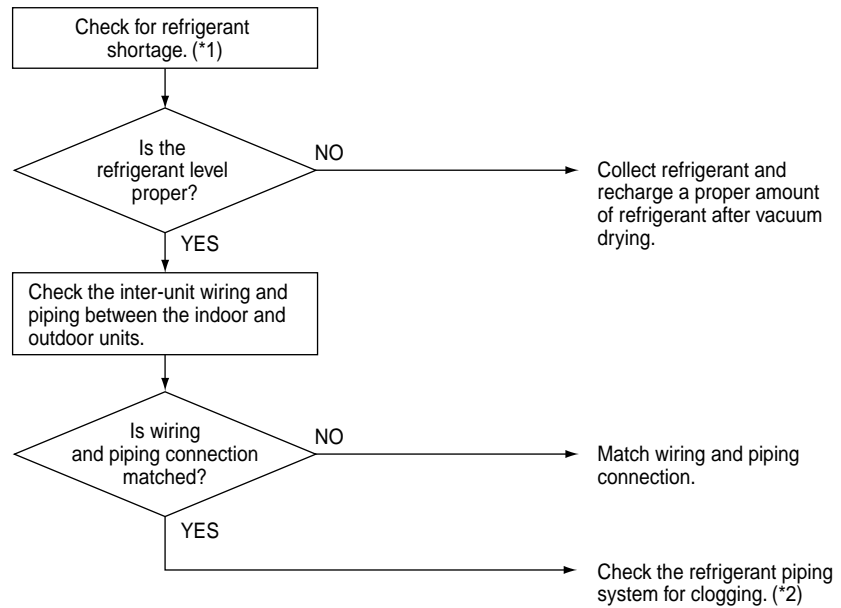 Check for refrigerant
shortage. (*1)
Is the
refrigerant level
proper?
NO
Collect refrigerant and
recharge a proper amount
of refrigerant after vacuum
drying.
YES
Check the inter-unit wiring and
piping between the indoor and
outdoor units.
Is wiring
and piping connection
matched?
NO
Match wiring and piping
connection.
YES
Check the refrigerant piping
system for clogging. (*2)